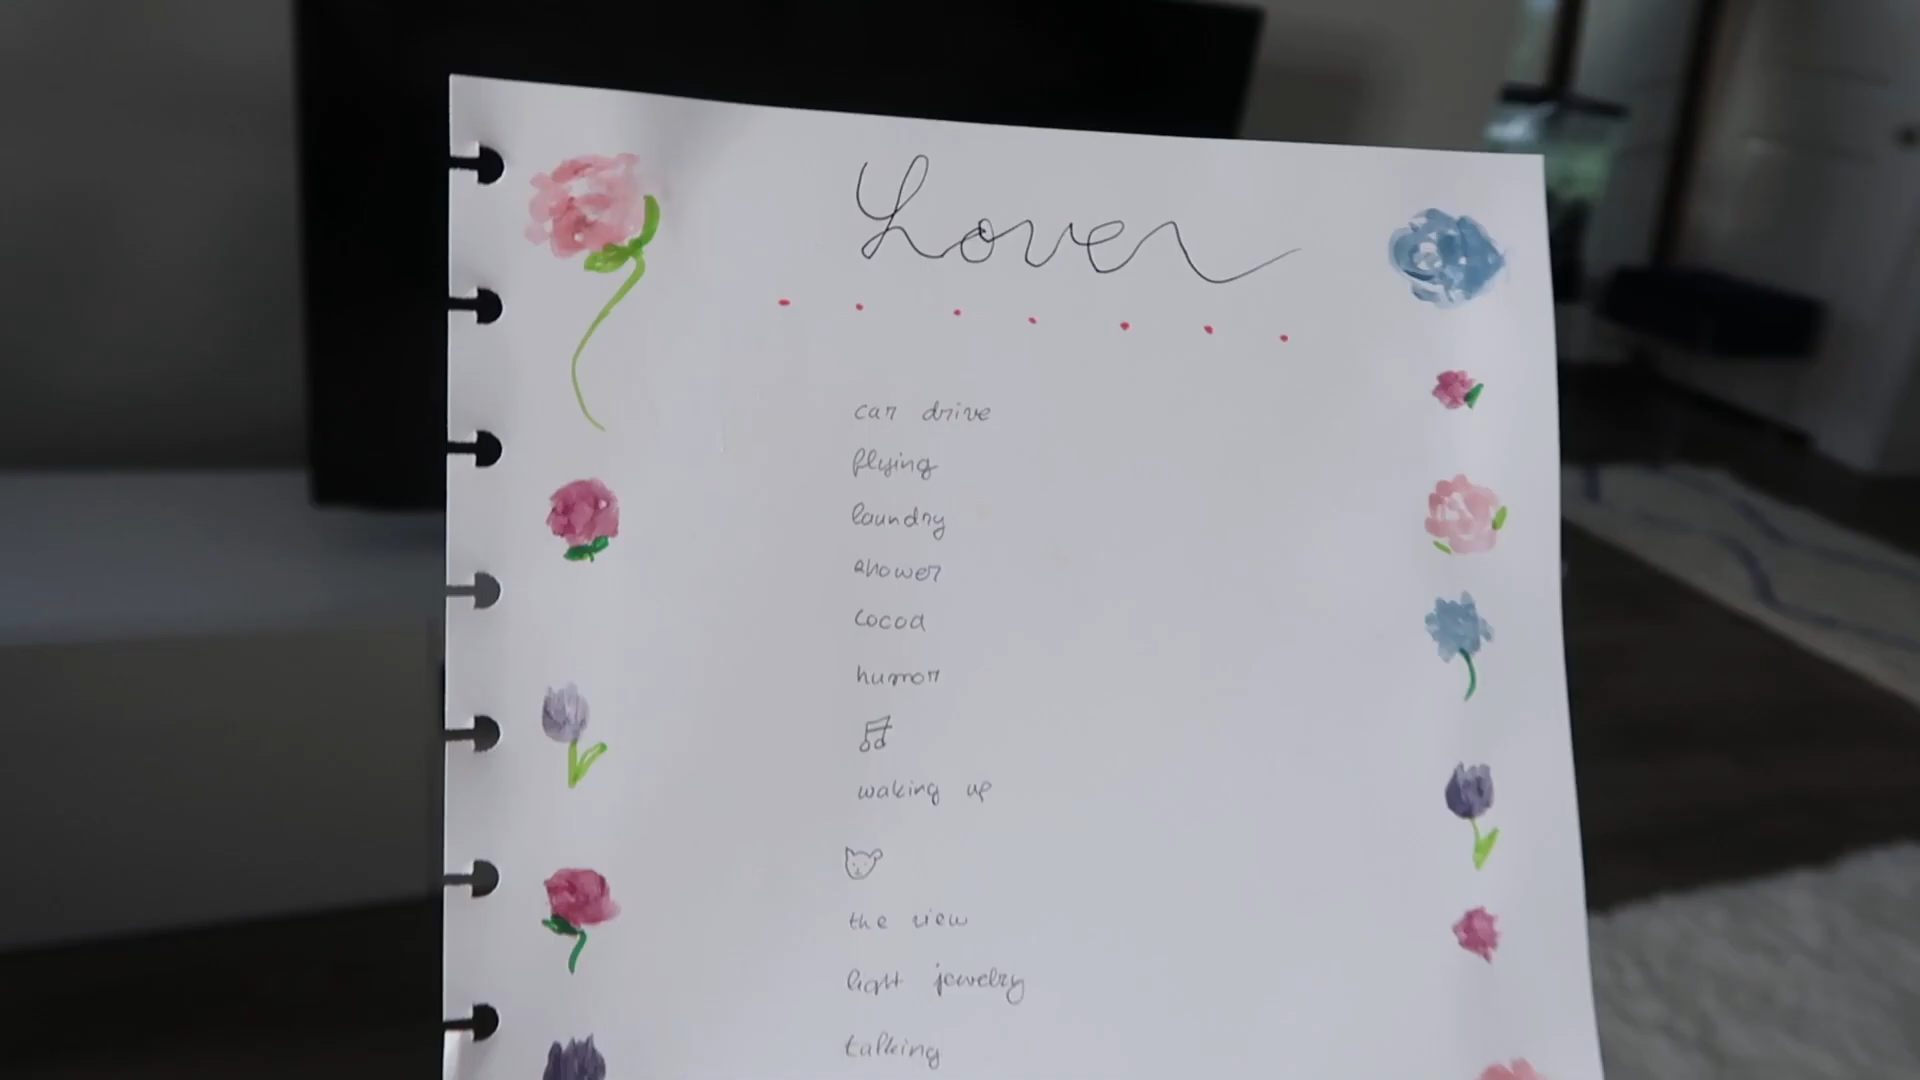 Lover
car drive
flying
laundry
shower
cocoa
humor
waking up
the view
light jewelry
talking